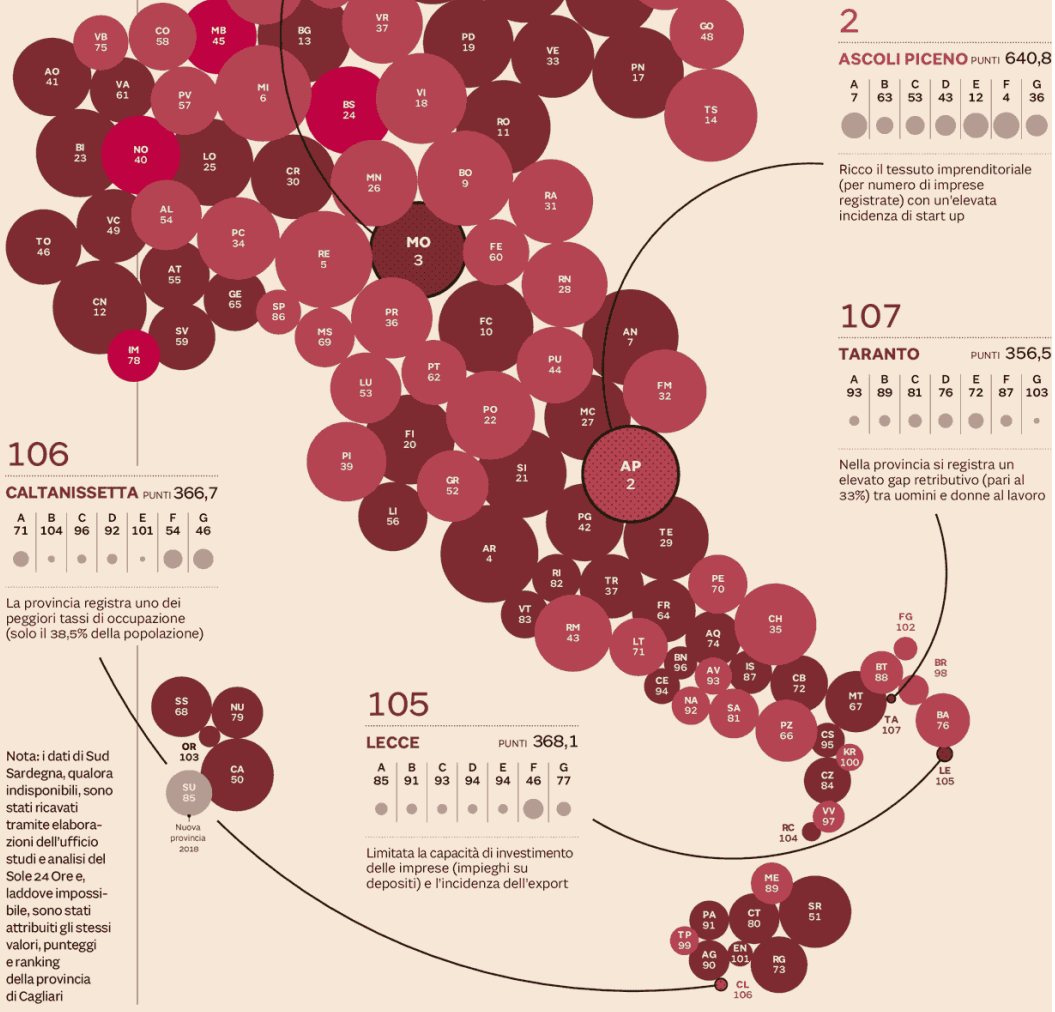 VB
75
CO
58
MB
45
BG
13
VR
37
PD
19
VE
33
GO
48
AO
41
VA
61
PV
57
MI
6
BS
24
VI
18
PN
17
TS
14
BI
23
NO
40
LO
25
CR
30
MN
26
BO
9
RO
11
RA
31
TO
46
VC
49
AL
54
PC
34
RE
5
MO
3
FE
60
RN
28
CN
12
AT
55
GE
65
SP
86
MS
69
PR
36
FC
10
AN
7
IM
78
SV
59
LU
53
PT
62
PU
44
FM
32
PI
39
FI
20
PO
22
MC
27
GR
52
SI
21
AP
2
LI
56
AR
4
PG
42
TE
29
RI
82
TR
37
PE
70
VT
83
RM
43
FR
64
CH
35
LT
71
AQ
74
BN
96
AV
93
IS
87
CE
94
NA
92
SA
81
CB
72
PZ
66
MT
67
FG
102
BT
88
BR
98
TA
107
BA
76
LE
105
CS
95
KR
100
CZ
84
VV
97
RC
104
SS
68
NU
79
OR
103
CA
50
SU
85
Nuova
provincia
2018
ME
89
PA
91
CT
80
SR
51
TP
99
AG
90
EN
101
RG
73
CL
106
2
ASCOLI PICENO PUNTI 640,8
A B C D E F G
7 63 53 43 12 4 36
Ricco il tessuto imprenditoriale
(per numero di imprese
registrate) con un'elevata
incidenza di start up
107
TARANTO PUNTI 356,5
A B C D E F G
93 89 81 76 72 87 103
Nella provincia si registra un
elevato gap retributivo (pari al
33%) tra uomini e donne al lavoro
106
CALTANISSETTA PUNTI 366,7
A B C D E F G
71 104 96 92 101 54 46
La provincia registra uno dei
peggiori tassi di occupazione
(solo il 38,5% della popolazione)
105
LECCE PUNTI 368,1
A B C D E F G
85 91 93 94 94 46 77
Limitata la capacità di investimento
delle imprese (impieghi su
depositi) e l'incidenza dell'export
Nota: i dati di Sud
Sardegna, qualora
indisponibili, sono
stati ricavati
tramite elabora-
zioni dell'ufficio
studi e analisi del
Sole 24 Ore e,
laddove impossi-
bile, sono stati
attribuiti gli stessi
valori, punteggi
e ranking
della provincia
di Cagliari